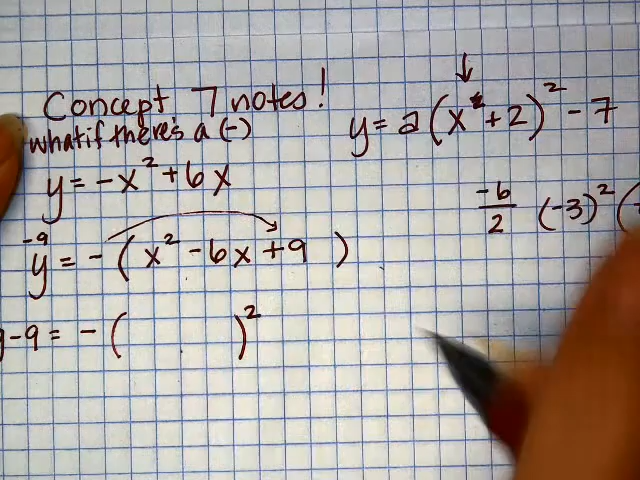 Concept 7 notes!
what if there's a (-)
y = a(x + 2)² - 7
y = -x² + 6x
-9
y = -(x² - 6x + 9 )
-6/2 (-3)² (
y - 9 = -( )²